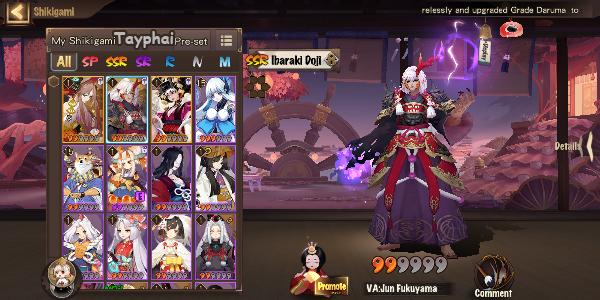 Shikigami
relessly and upgraded Grade Daruma to
My Shikigami
Tayphai
Pre-set
All SP SSR SR R N M
SSR Ibaraki Doji
Display
Details
Promote
VA:Jun Fukuyama
Comment